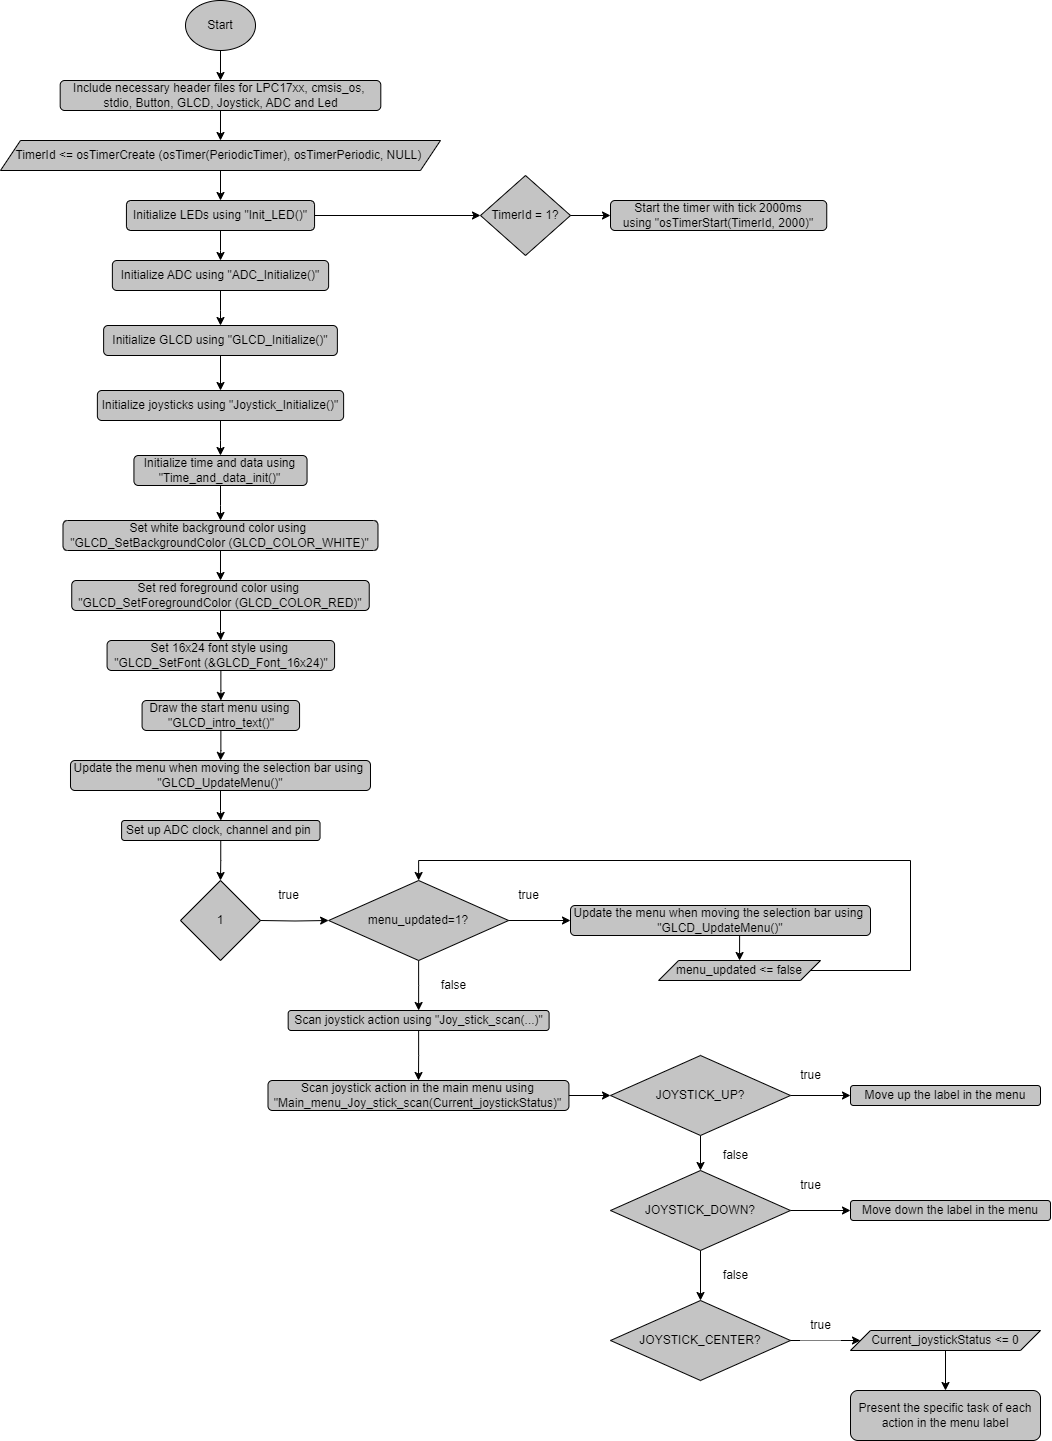 Start
Include necessary header files for LPC17xx, cmsis_os,
stdio, Button, GLCD, Joystick, ADC and Led
TimerId <= osTimerCreate (osTimer(PeriodicTimer), osTimerPeriodic, NULL)
Initialize LEDs using "Init_LED()"
TimerId = 1?
Start the timer with tick 2000ms
using "osTimerStart(TimerId, 2000)"
Initialize ADC using "ADC_Initialize()"
Initialize GLCD using "GLCD_Initialize()"
Initialize joysticks using "Joystick_Initialize()"
Initialize time and data using
"Time_and_data_init()"
Set white background color using
"GLCD_SetBackgroundColor (GLCD_COLOR_WHITE)"
Set red foreground color using
"GLCD_SetForegroundColor (GLCD_COLOR_RED)"
Set 16x24 font style using
"GLCD_SetFont (&GLCD_Font_16x24)"
Draw the start menu using
"GLCD_intro_text()"
Update the menu when moving the selection bar using
"GLCD_UpdateMenu()"
Set up ADC clock, channel and pin
1
true
menu_updated=1?
true
Update the menu when moving the selection bar using
"GLCD_UpdateMenu()"
menu_updated <= false
false
Scan joystick action using "Joy_stick_scan(...)"
Scan joystick action in the main menu using
"Main_menu_Joy_stick_scan(Current_joystickStatus)"
JOYSTICK_UP?
true
Move up the label in the menu
false
JOYSTICK_DOWN?
true
Move down the label in the menu
false
JOYSTICK_CENTER?
true
Current_joystickStatus <= 0
Present the specific task of each
action in the menu label